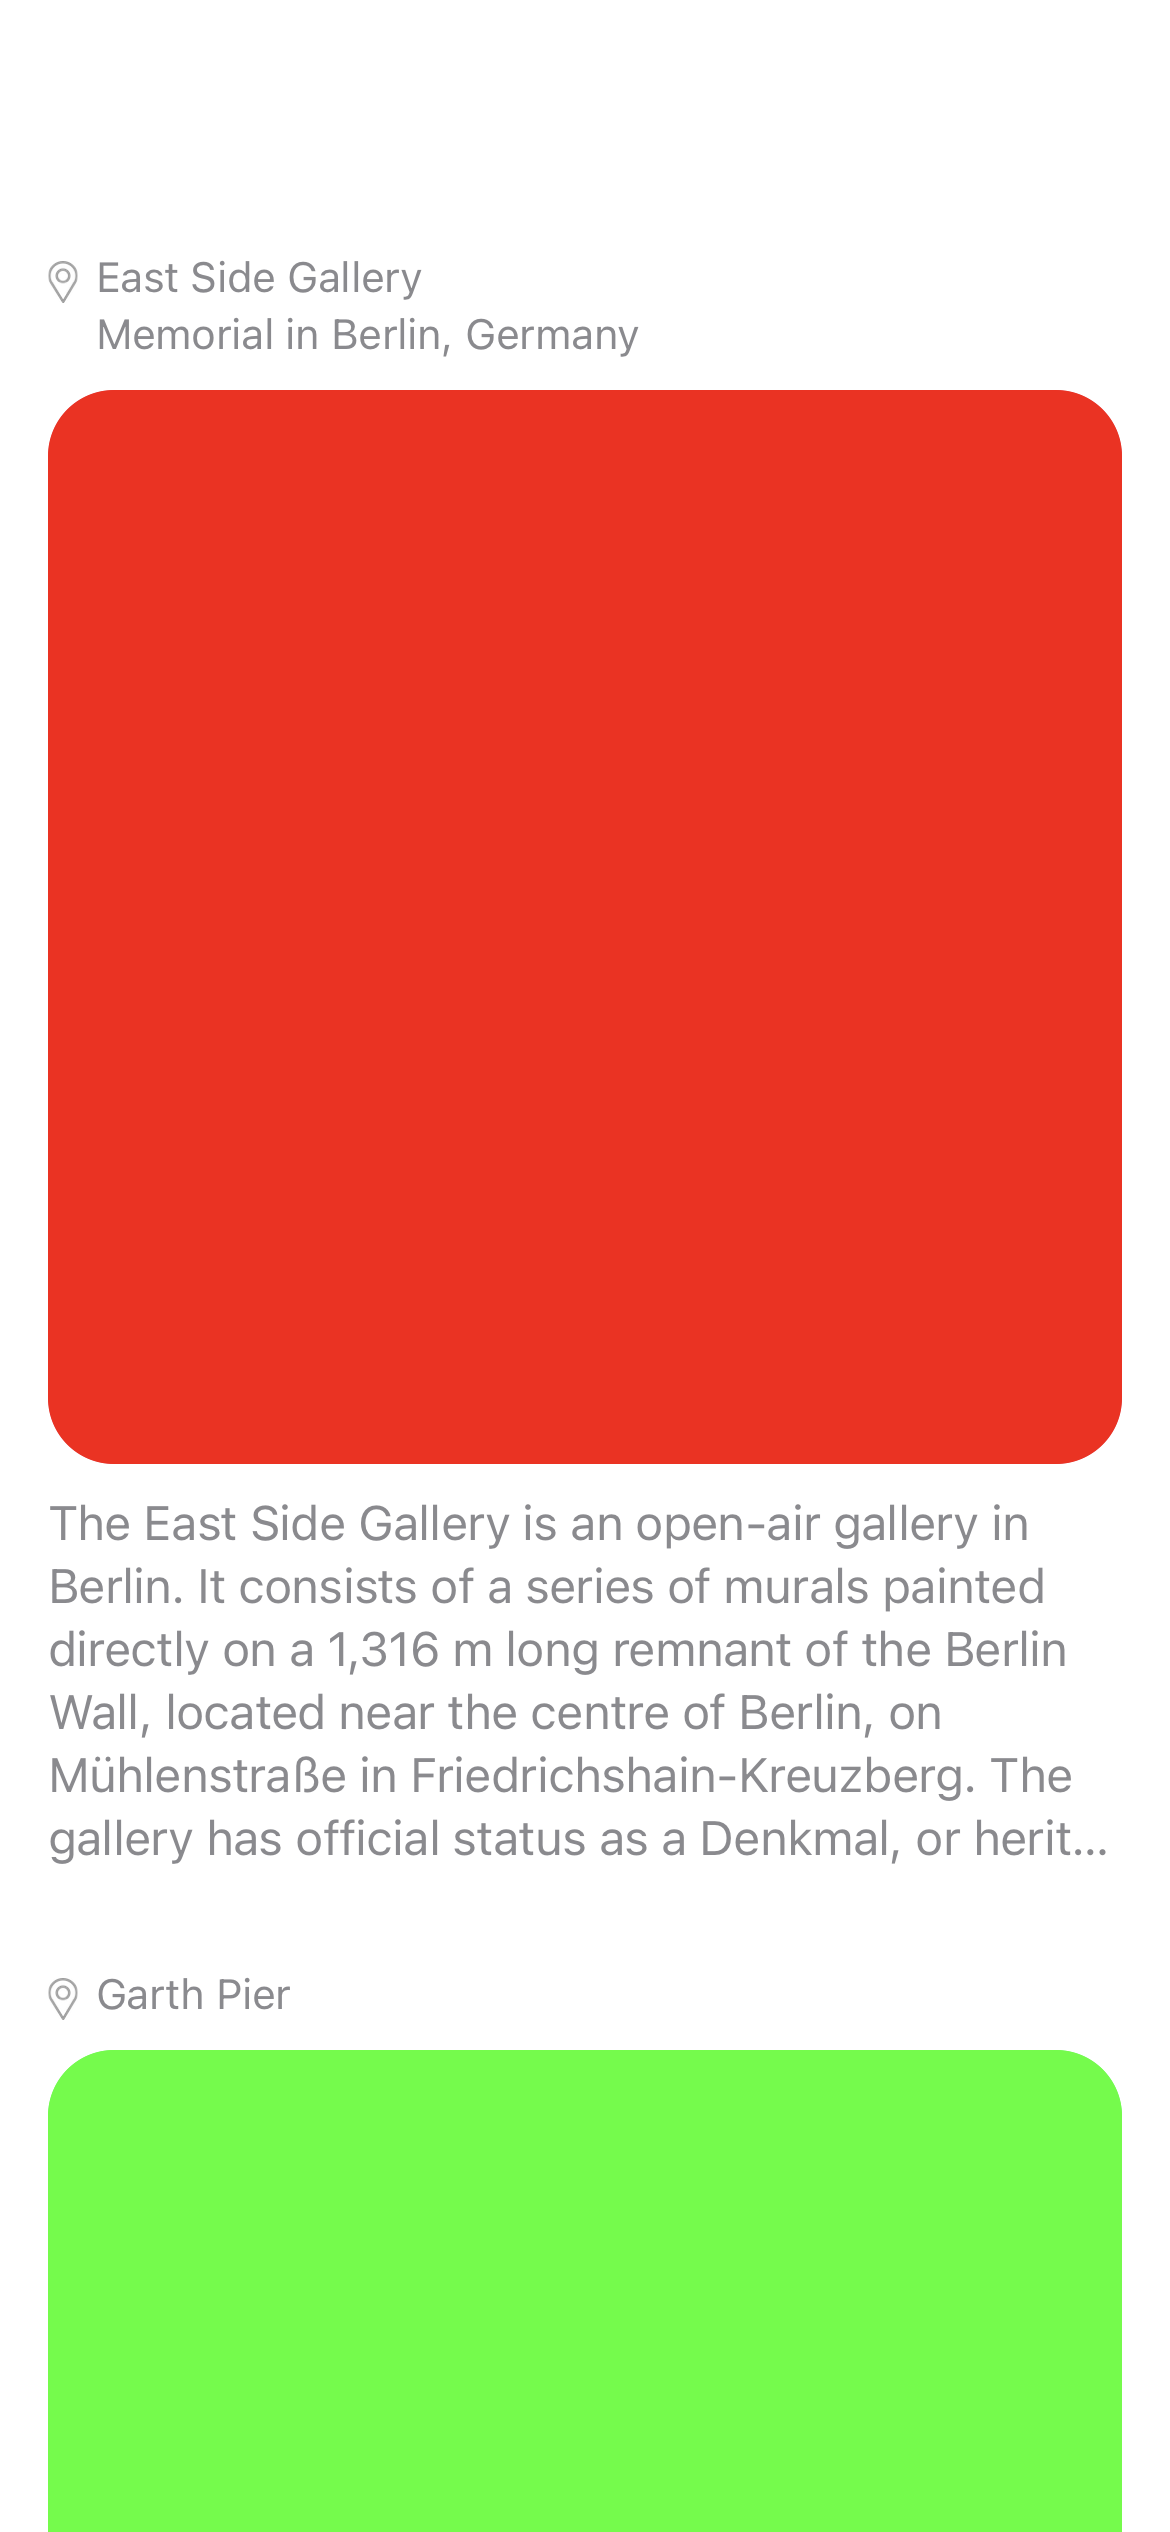 East Side Gallery
Memorial in Berlin, Germany
The East Side Gallery is an open-air gallery in
Berlin. It consists of a series of murals painted
directly on a 1,316 m long remnant of the Berlin
Wall, located near the centre of Berlin, on
Mühlenstraße in Friedrichshain-Kreuzberg. The
gallery has official status as a Denkmal, or herit...
Garth Pier